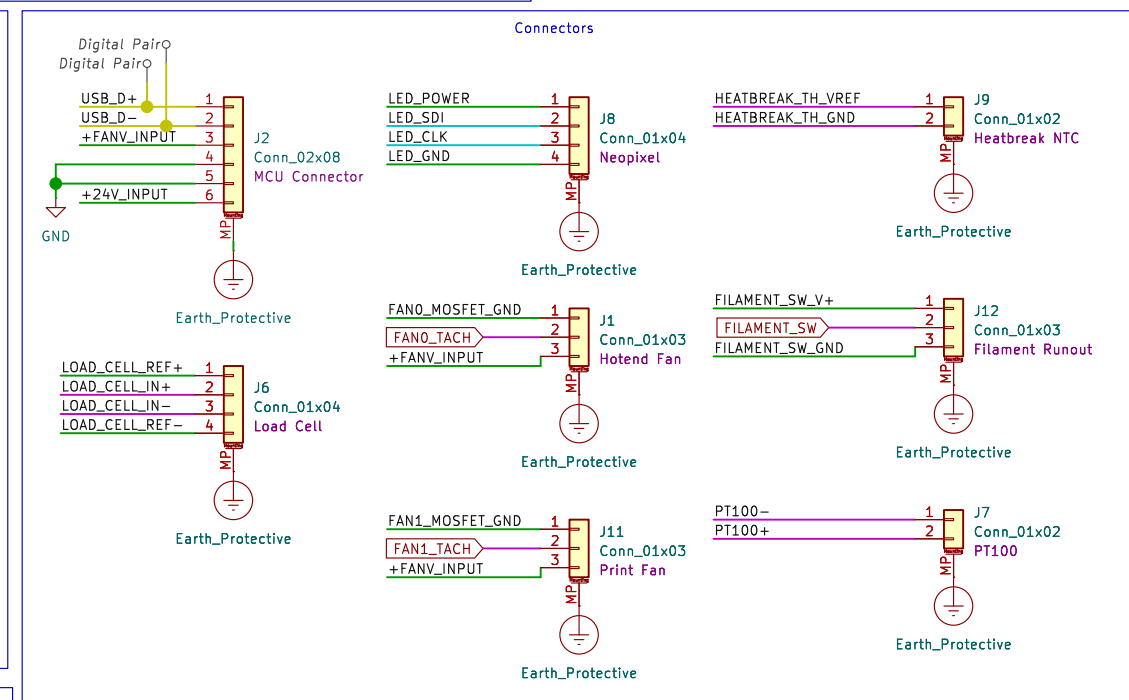 Connectors
Digital Pair
Digital Pair
USB_D+ 1
USB_D- 2
+FANV_INPUT 3
4
5
+24V_INPUT 6
GND
J2
Conn_02x08
MCU Connector
MP
Earth_Protective
LED_POWER 1
LED_SDI 2
LED_CLK 3
LED_GND 4
J8
Conn_01x04
Neopixel
MP
Earth_Protective
HEATBREAK_TH_VREF 1
HEATBREAK_TH_GND 2
J9
Conn_01x02
Heatbreak NTC
MP
Earth_Protective
FAN0_MOSFET_GND 1
FAN0_TACH 2
+FANV_INPUT 3
J1
Conn_01x03
Hotend Fan
MP
Earth_Protective
FILAMENT_SW_V+ 1
FILAMENT_SW 2
FILAMENT_SW_GND 3
J12
Conn_01x03
Filament Runout
MP
Earth_Protective
LOAD_CELL_REF+ 1
LOAD_CELL_IN+ 2
LOAD_CELL_IN- 3
LOAD_CELL_REF- 4
J6
Conn_01x04
Load Cell
MP
Earth_Protective
FAN1_MOSFET_GND 1
FAN1_TACH 2
+FANV_INPUT 3
J11
Conn_01x03
Print Fan
MP
Earth_Protective
PT100- 1
PT100+ 2
J7
Conn_01x02
PT100
MP
Earth_Protective